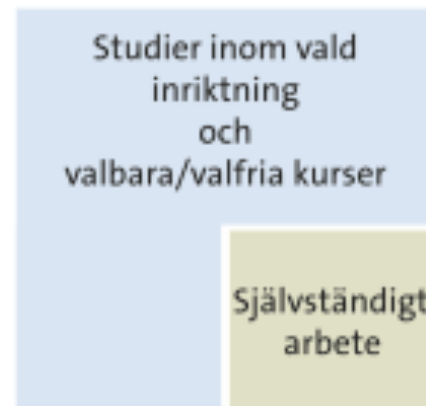 Studier inom vald
inriktning
och
valbara/valfria kurser
Självständigt
arbete